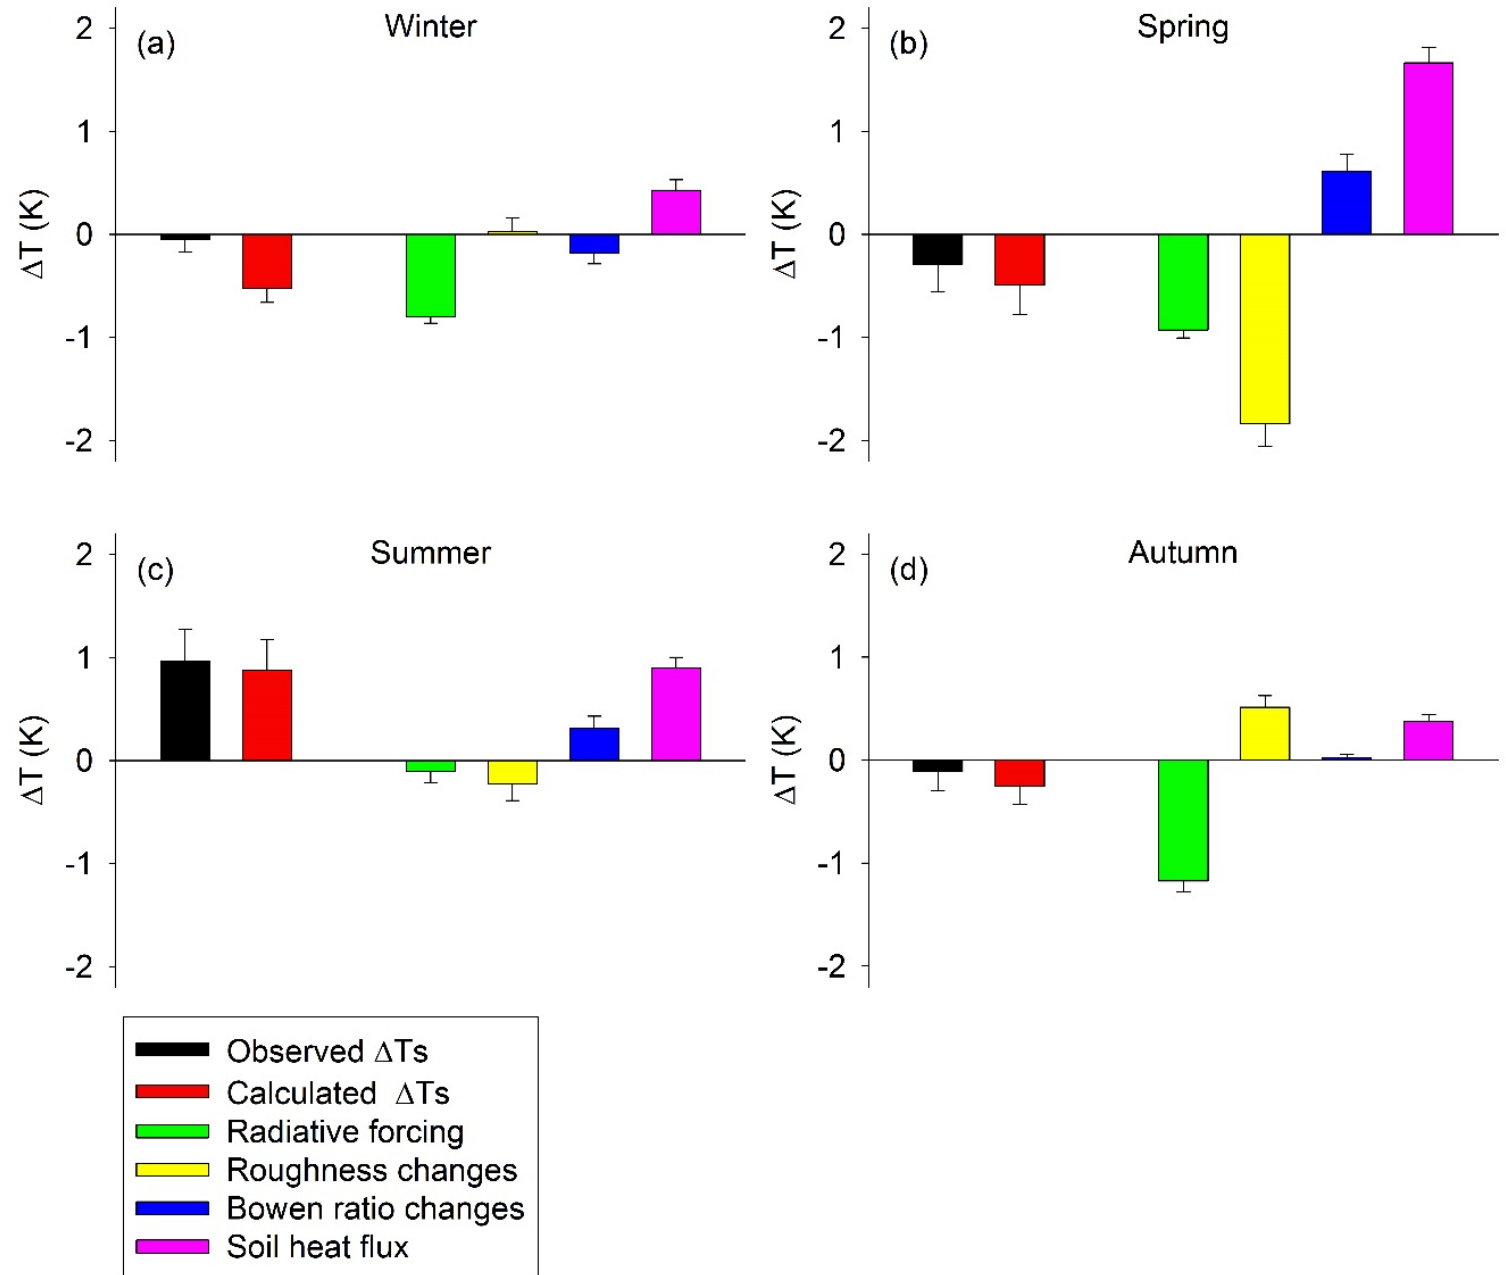 (a)
Winter
2
1
0
-1
-2
ΔT (K)
(b)
Spring
2
1
0
-1
-2
ΔT (K)
(c)
Summer
2
1
0
-1
-2
ΔT (K)
(d)
Autumn
2
1
0
-1
-2
ΔT (K)
Observed ΔTs
Calculated ΔTs
Radiative forcing
Roughness changes
Bowen ratio changes
Soil heat flux